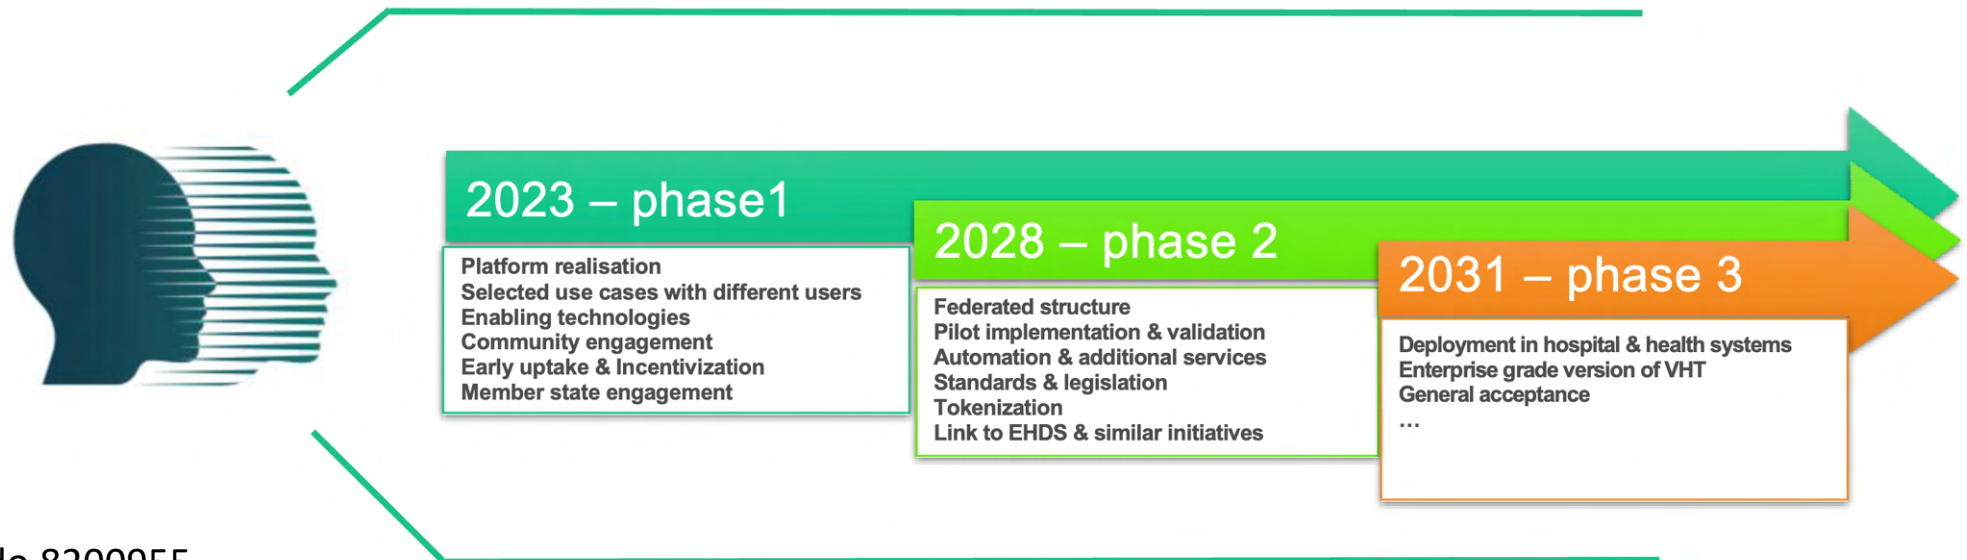 2023 – phase1
Platform realisation
Selected use cases with different users
Enabling technologies
Community engagement
Early uptake & Incentivization
Member state engagement
2028 – phase 2
Federated structure
Pilot implementation & validation
Automation & additional services
Standards & legislation
Tokenization
Link to EHDS & similar initiatives
2031 – phase 3
Deployment in hospital & health systems
Enterprise grade version of VHT
General acceptance
...